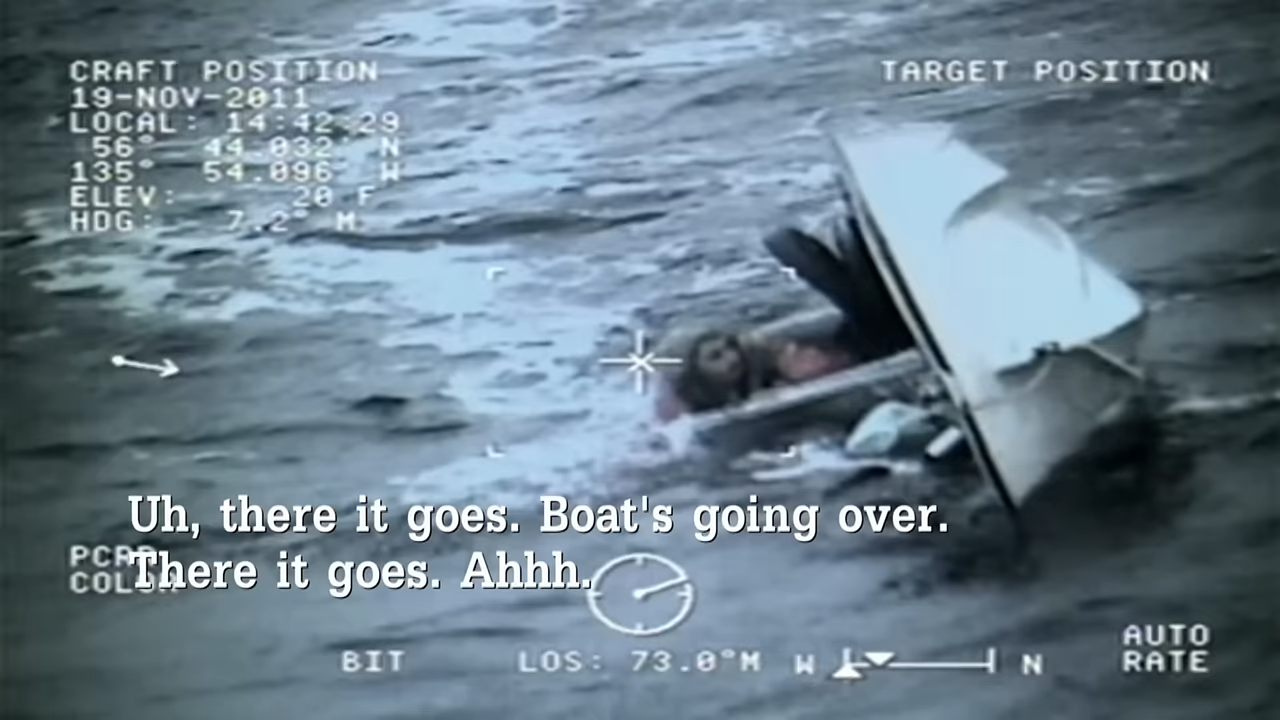 CRAFT POSITION
19-NOV-2011
LOCAL: 14:42:29
56° 44.032' N
135° 54.096' W
ELEV: 20 F
HDG: 7.2° M
TARGET POSITION
Uh, there it goes. Boat's going over.
There it goes. Ahhh.
BIT
LOS: 73.0°M
W
N
AUTO
RATE